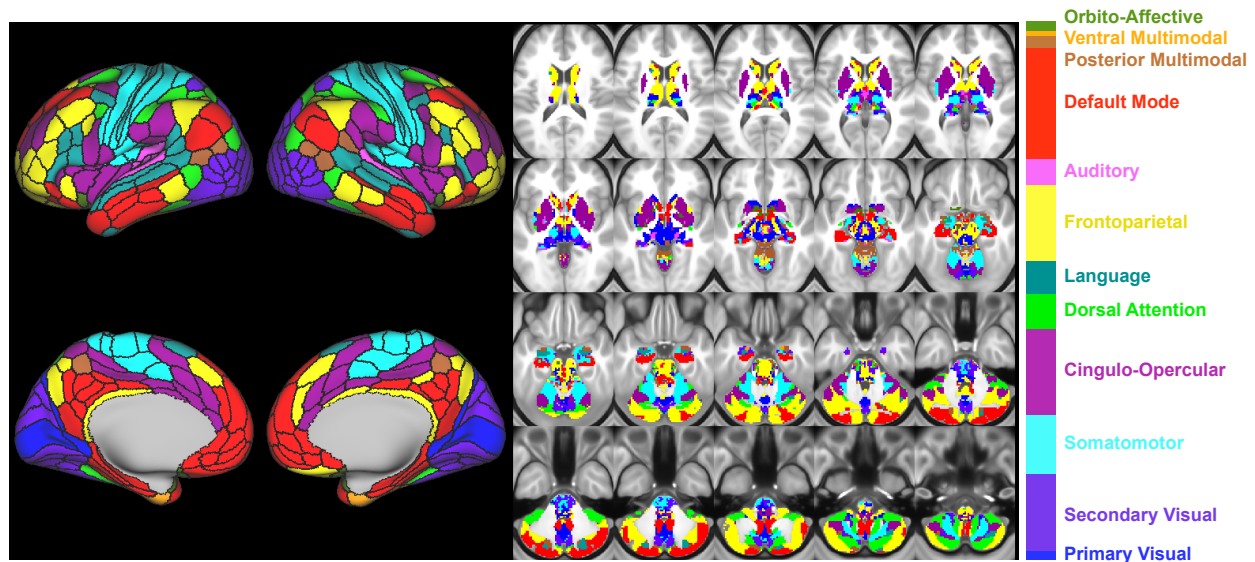 Orbito-Affective
Ventral Multimodal
Posterior Multimodal
Default Mode
Auditory
Frontoparietal
Language
Dorsal Attention
Cingulo-Opercular
Somatomotor
Secondary Visual
Primary Visual